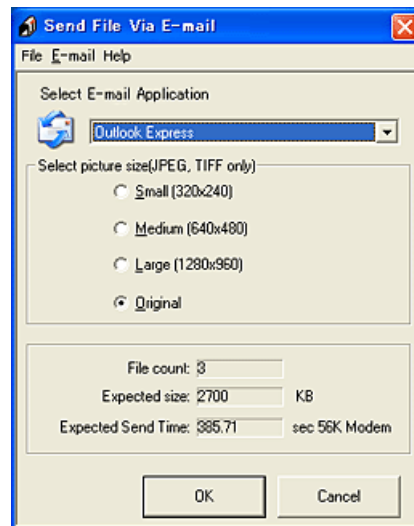 Send File Via E-mail
File E-mail Help
Select E-mail Application
Outlook Express
Select picture size(JPEG, TIFF only)
Small (320x240)
Medium (640x480)
Large (1280x960)
Original
File count: 3
Expected size: 2700 KB
Expected Send Time: 385.71 sec 56K Modem
OK Cancel